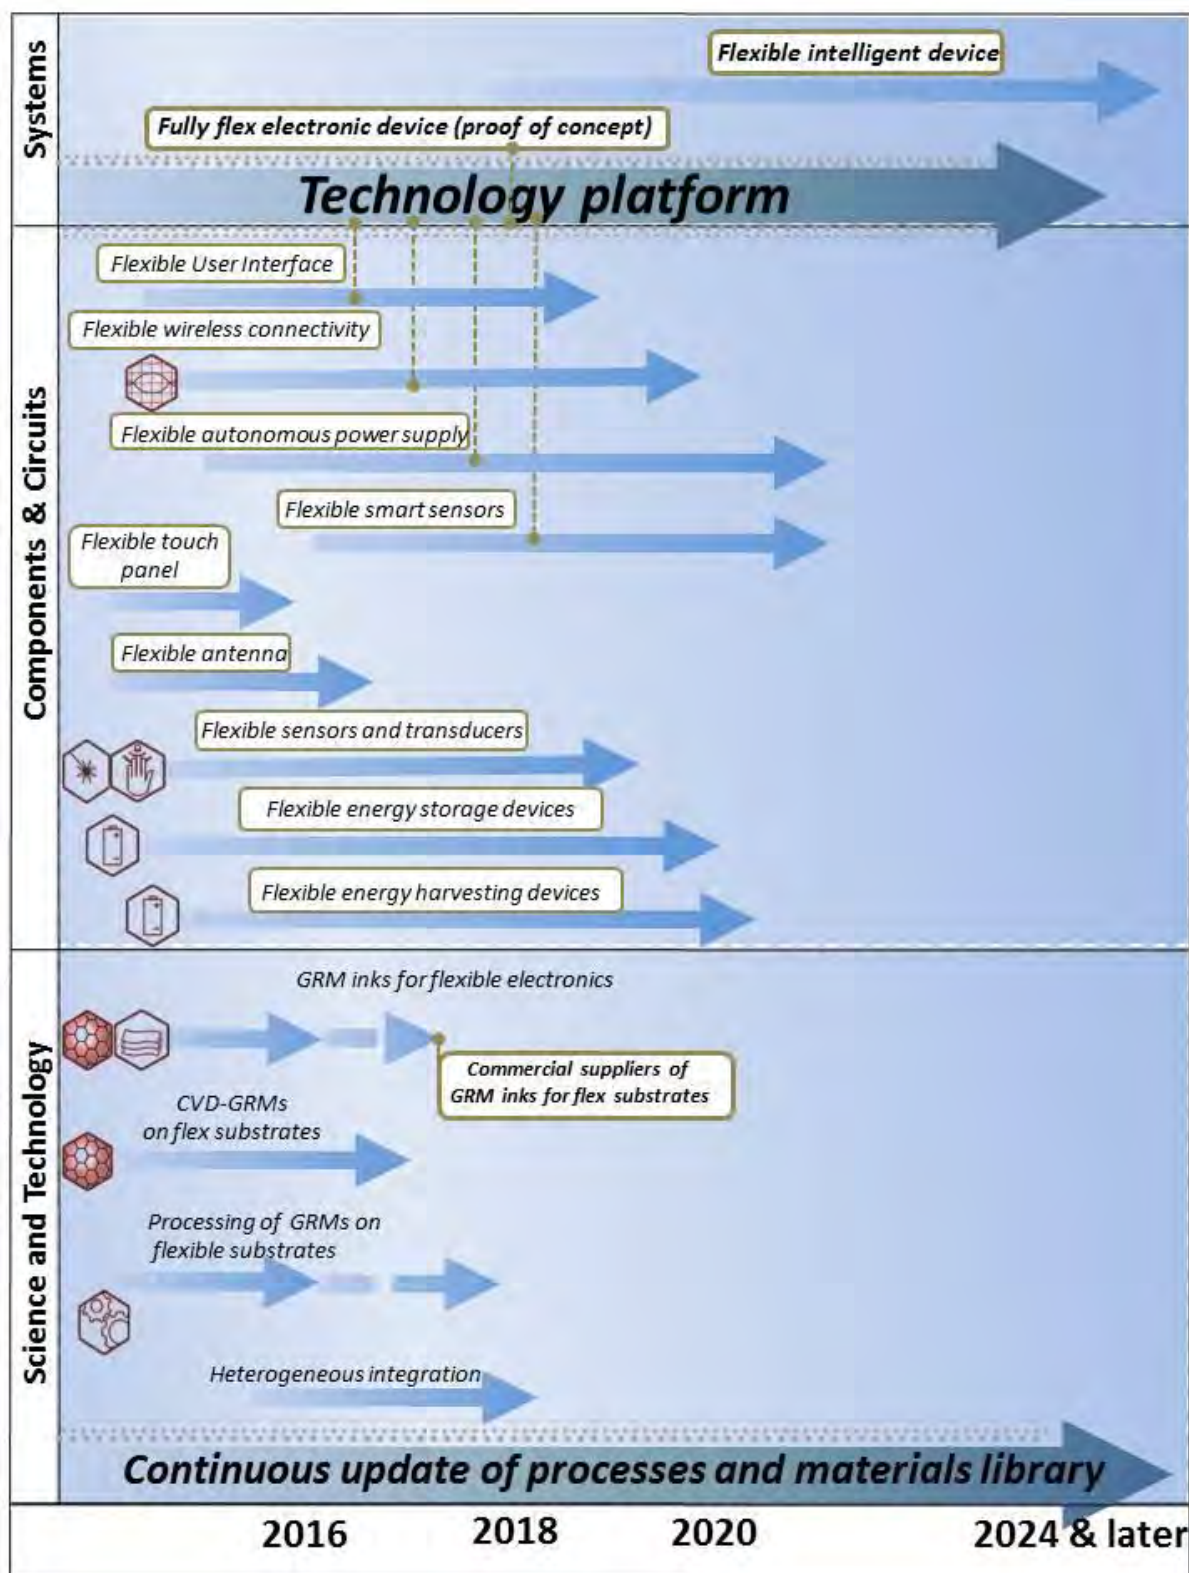 Systems
Flexible intelligent device
Fully flex electronic device (proof of concept)
Technology platform
Components & Circuits
Flexible User Interface
Flexible wireless connectivity
Flexible autonomous power supply
Flexible smart sensors
Flexible touch
panel
Flexible antenna
Flexible sensors and transducers
Flexible energy storage devices
Flexible energy harvesting devices
Science and Technology
GRM inks for flexible electronics
Commercial suppliers of
GRM inks for flex substrates
CVD-GRMs
on flex substrates
Processing of GRMs on
flexible substrates
Heterogeneous integration
Continuous update of processes and materials library
2016
2018
2020
2024 & later